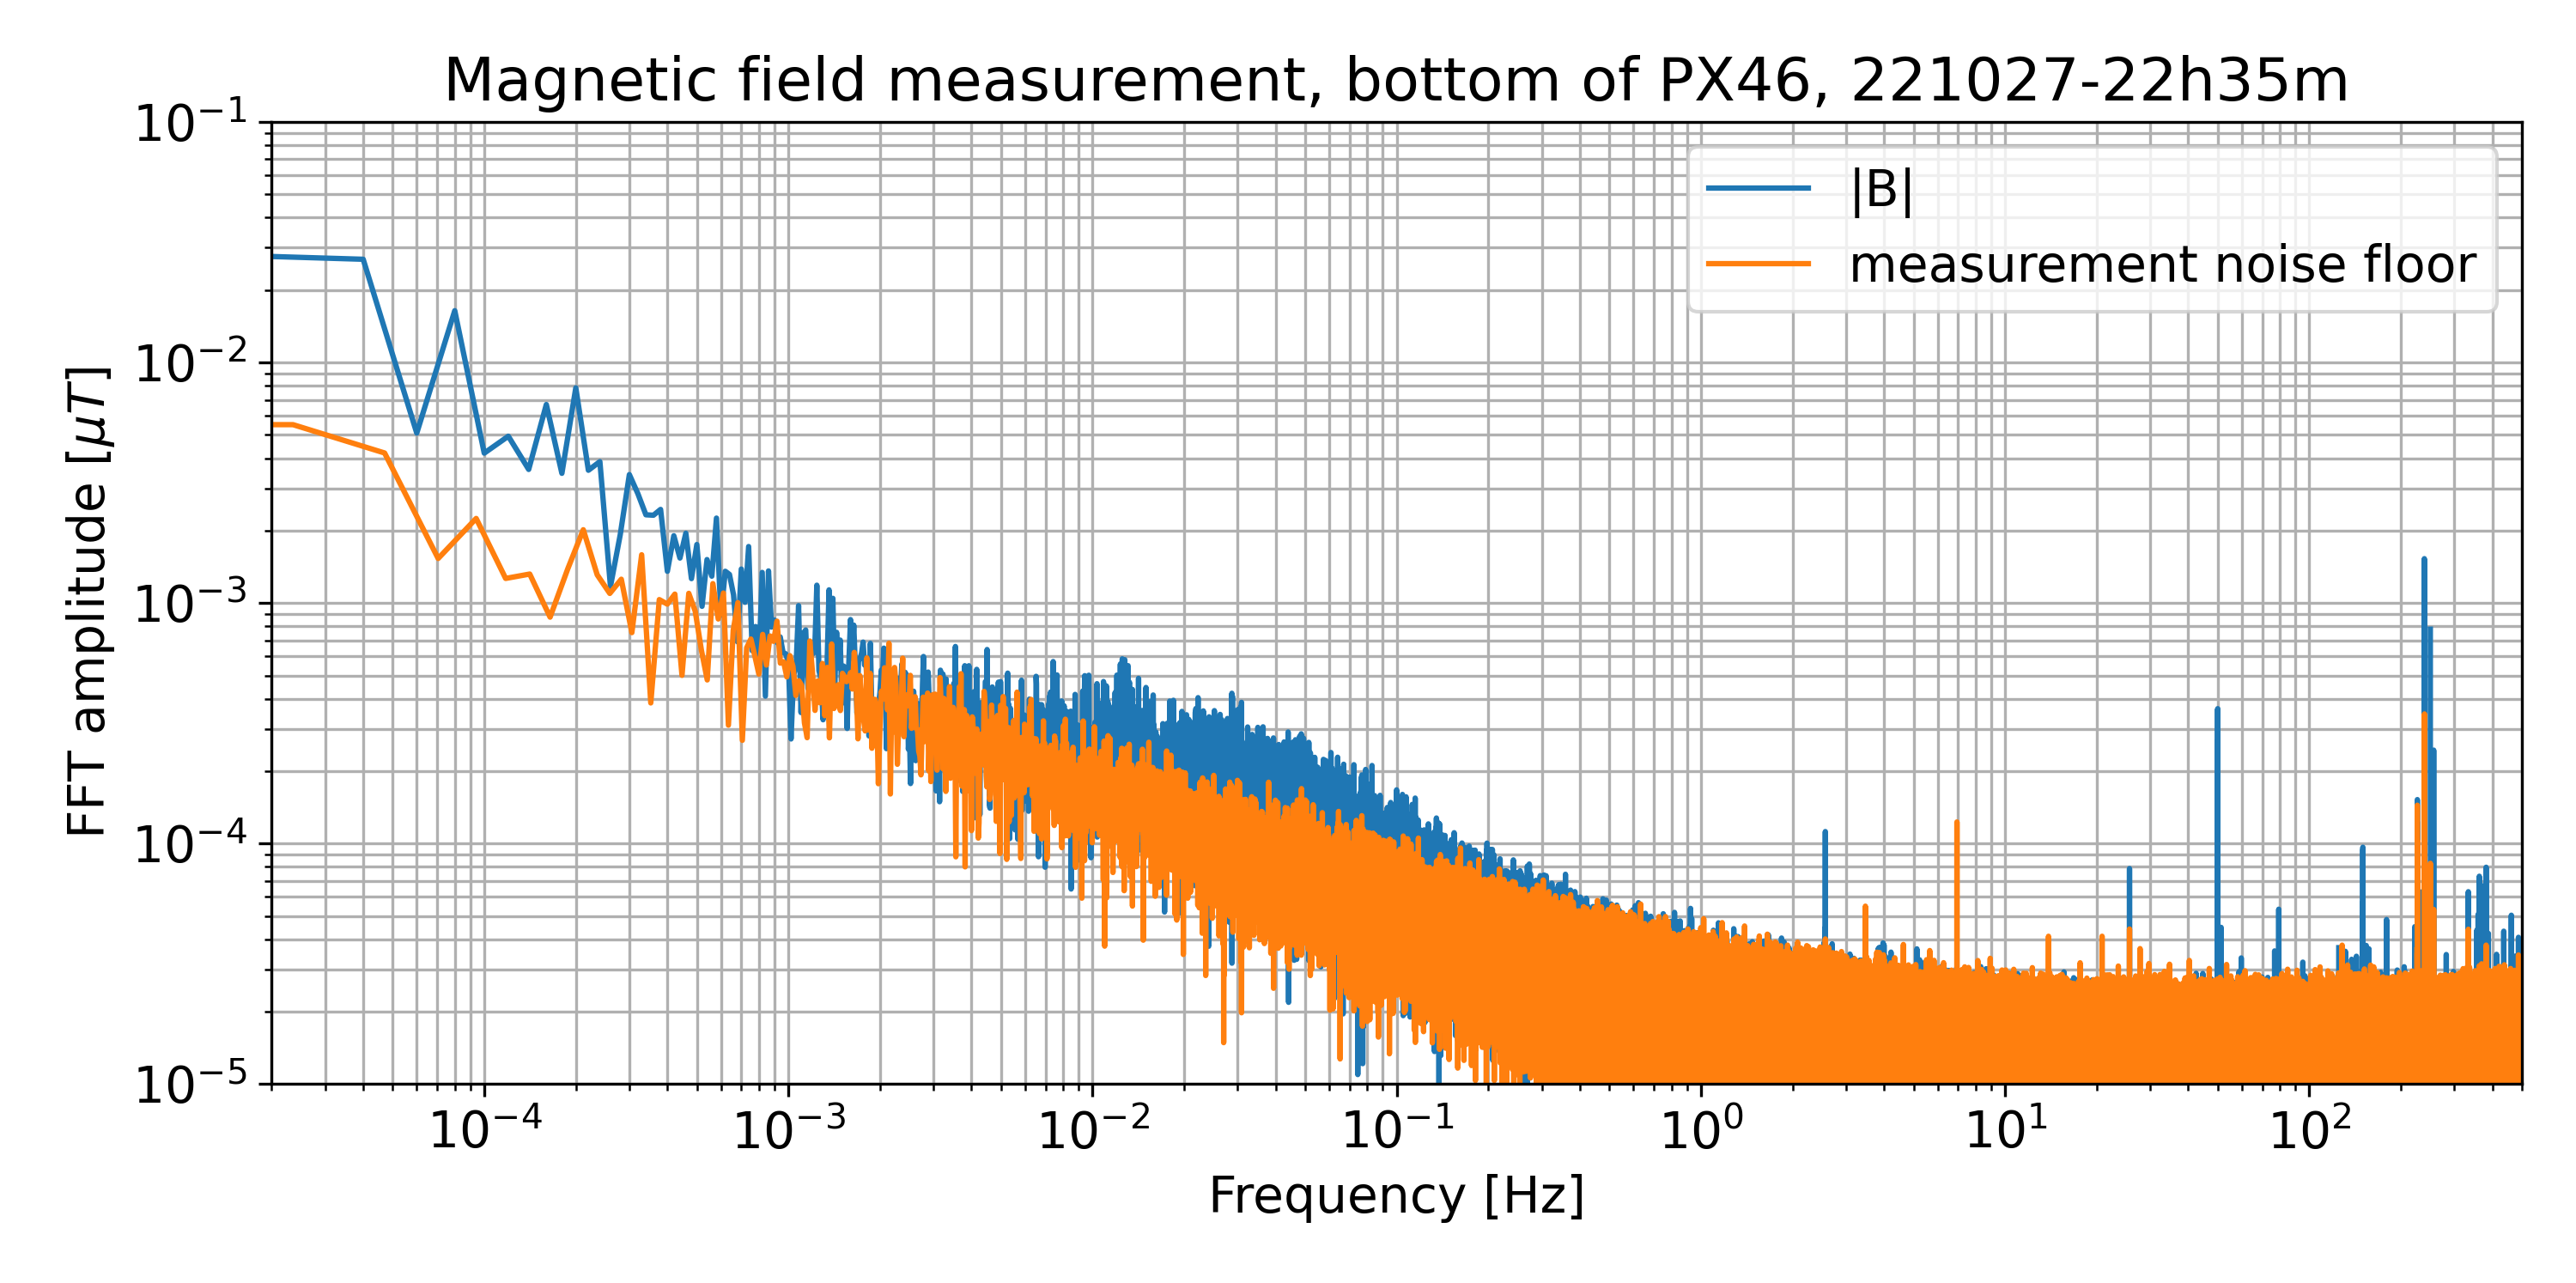 Magnetic field measurement, bottom of PX46, 221027-22h35m
|B|
measurement noise floor
FFT amplitude [μT]
10⁻¹
10⁻²
10⁻³
10⁻⁴
10⁻⁵
10⁻⁴ 10⁻³ 10⁻² 10⁻¹ 10⁰ 10¹ 10²
Frequency [Hz]